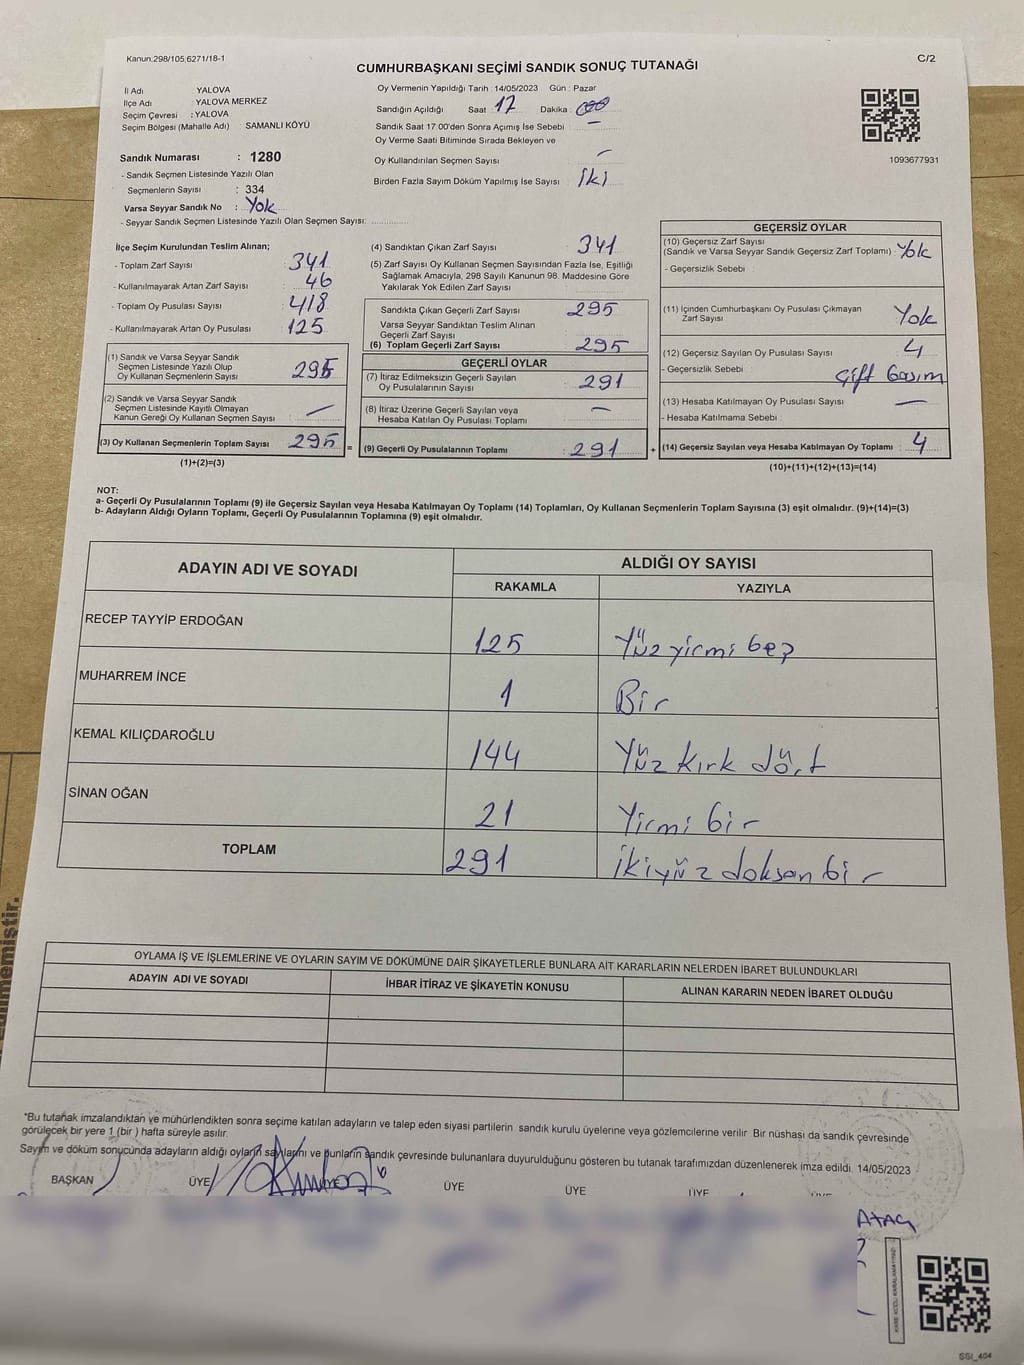 Kanun.298/105,6271/18-1
C/2
CUMHURBAŞKANI SEÇİMİ SANDIK SONUÇ TUTANAĞI
İl Adı YALOVA
İlçe Adı YALOVA MERKEZ
Seçim Çevresi : YALOVA
Seçim Bölgesi (Mahalle Adı) : SAMANLI KÖYÜ
Oy Vermenin Yapıldığı Tarih : 14/05/2023 Gün : Pazar
Sandığın Açıldığı Saat 17 Dakika :
Sandık Saat 17:00'den Sonra Açımış İse Sebebi : —
Oy Verme Saati Bitiminde Sırada Bekleyen ve
Oy Kullandırılan Seçmen Sayısı —
Birden Fazla Sayım Döküm Yapılmış İse Sayısı : iki
1093677931
Sandık Numarası : 1280
- Sandık Seçmen Listesinde Yazılı Olan
Seçmenlerin Sayısı : 334
Varsa Seyyar Sandık No : Yok
- Seyyar Sandık Seçmen Listesinde Yazılı Olan Seçmen Sayısı: ............
İlçe Seçim Kurulundan Teslim Alınan;
- Toplam Zarf Sayısı 341
- Kullanılmayarak Artan Zarf Sayısı : 46
- Toplam Oy Pusulası Sayısı : 418
- Kullanılmayarak Artan Oy Pusulası : 125
(1) Sandık ve Varsa Seyyar Sandık
Seçmen Listesinde Yazılı Olup
Oy Kullanan Seçmenlerin Sayısı : 295
(2) Sandık ve Varsa Seyyar Sandık
Seçmen Listesinde Kayıtlı Olmayan
Kanun Gereği Oy Kullanan Seçmen Sayısı : —
(3) Oy Kullanan Seçmenlerin Toplam Sayısı : 295 =
(1)+(2)=(3)
(4) Sandıktan Çıkan Zarf Sayısı : 341
(5) Zarf Sayısı Oy Kullanan Seçmen Sayısından Fazla İse, Eşitliği
Sağlamak Amacıyla, 298 Sayılı Kanunun 98. Maddesine Göre
Yakılarak Yok Edilen Zarf Sayısı :
Sandıkta Çıkan Geçerli Zarf Sayısı : 295
Varsa Seyyar Sandıktan Teslim Alınan
Geçerli Zarf Sayısı :
(6) Toplam Geçerli Zarf Sayısı : 295
GEÇERLİ OYLAR
(7) İtiraz Edilmeksizin Geçerli Sayılan
Oy Pusulalarının Sayısı : 291
(8) İtiraz Üzerine Geçerli Sayılan veya
Hesaba Katılan Oy Pusulası Toplamı : —
(9) Geçerli Oy Pusulalarının Toplamı : 291 +
GEÇERSİZ OYLAR
(10) Geçersiz Zarf Sayısı
(Sandık ve Varsa Seyyar Sandık Geçersiz Zarf Toplamı) : Yok
- Geçersizlik Sebebi :
(11) İçinden Cumhurbaşkanı Oy Pusulası Çıkmayan
Zarf Sayısı : Yok
(12) Geçersiz Sayılan Oy Pusulası Sayısı : 4
- Geçersizlik Sebebi : Çift basım
(13) Hesaba Katılmayan Oy Pusulası Sayısı : —
- Hesaba Katılmama Sebebi :
(14) Geçersiz Sayılan veya Hesaba Katılmayan Oy Toplamı : 4
(10)+(11)+(12)+(13)=(14)
NOT:
a- Geçerli Oy Pusulalarının Toplamı (9) ile Geçersiz Sayılan veya Hesaba Katılmayan Oy Toplamı (14) Toplamları, Oy Kullanan Seçmenlerin Toplam Sayısına (3) eşit olmalıdır. (9)+(14)=(3)
b- Adayların Aldığı Oyların Toplamı, Geçerli Oy Pusulalarının Toplamına (9) eşit olmalıdır.
ADAYIN ADI VE SOYADI
ALDIĞI OY SAYISI
RAKAMLA YAZIYLA
RECEP TAYYİP ERDOĞAN 125 Yüz yirmi beş
MUHARREM İNCE 1 Bir
KEMAL KILIÇDAROĞLU 144 Yüz kırk dört
SİNAN OĞAN 21 Yirmi bir
TOPLAM 291 ikiyüz doksan bir
OYLAMA İŞ VE İŞLEMLERİNE VE OYLARIN SAYIM VE DÖKÜMÜNE DAİR ŞİKAYETLERLE BUNLARA AİT KARARLARIN NELERDEN İBARET BULUNDUKLARI
ADAYIN ADI VE SOYADI İHBAR İTİRAZ VE ŞİKAYETİN KONUSU ALINAN KARARIN NEDEN İBARET OLDUĞU
*Bu tutanak imzalandıktan ve mühürlendikten sonra seçime katılan adayların ve talep eden siyasi partilerin sandık kurulu üyelerine veya gözlemcilerine verilir. Bir nüshası da sandık çevresinde
görülecek bir yere 1 (bir ) hafta süreyle asılır.
Sayım ve döküm sonucunda adayların aldığı oyların sayılarını ve bunların sandık çevresinde bulunanlara duyurulduğunu gösteren bu tutanak tarafımızdan düzenlenerek imza edildi. 14/05/2023
BAŞKAN ÜYE ÜYE ÜYE ÜYE ÜYE ÜYE
SSI_404